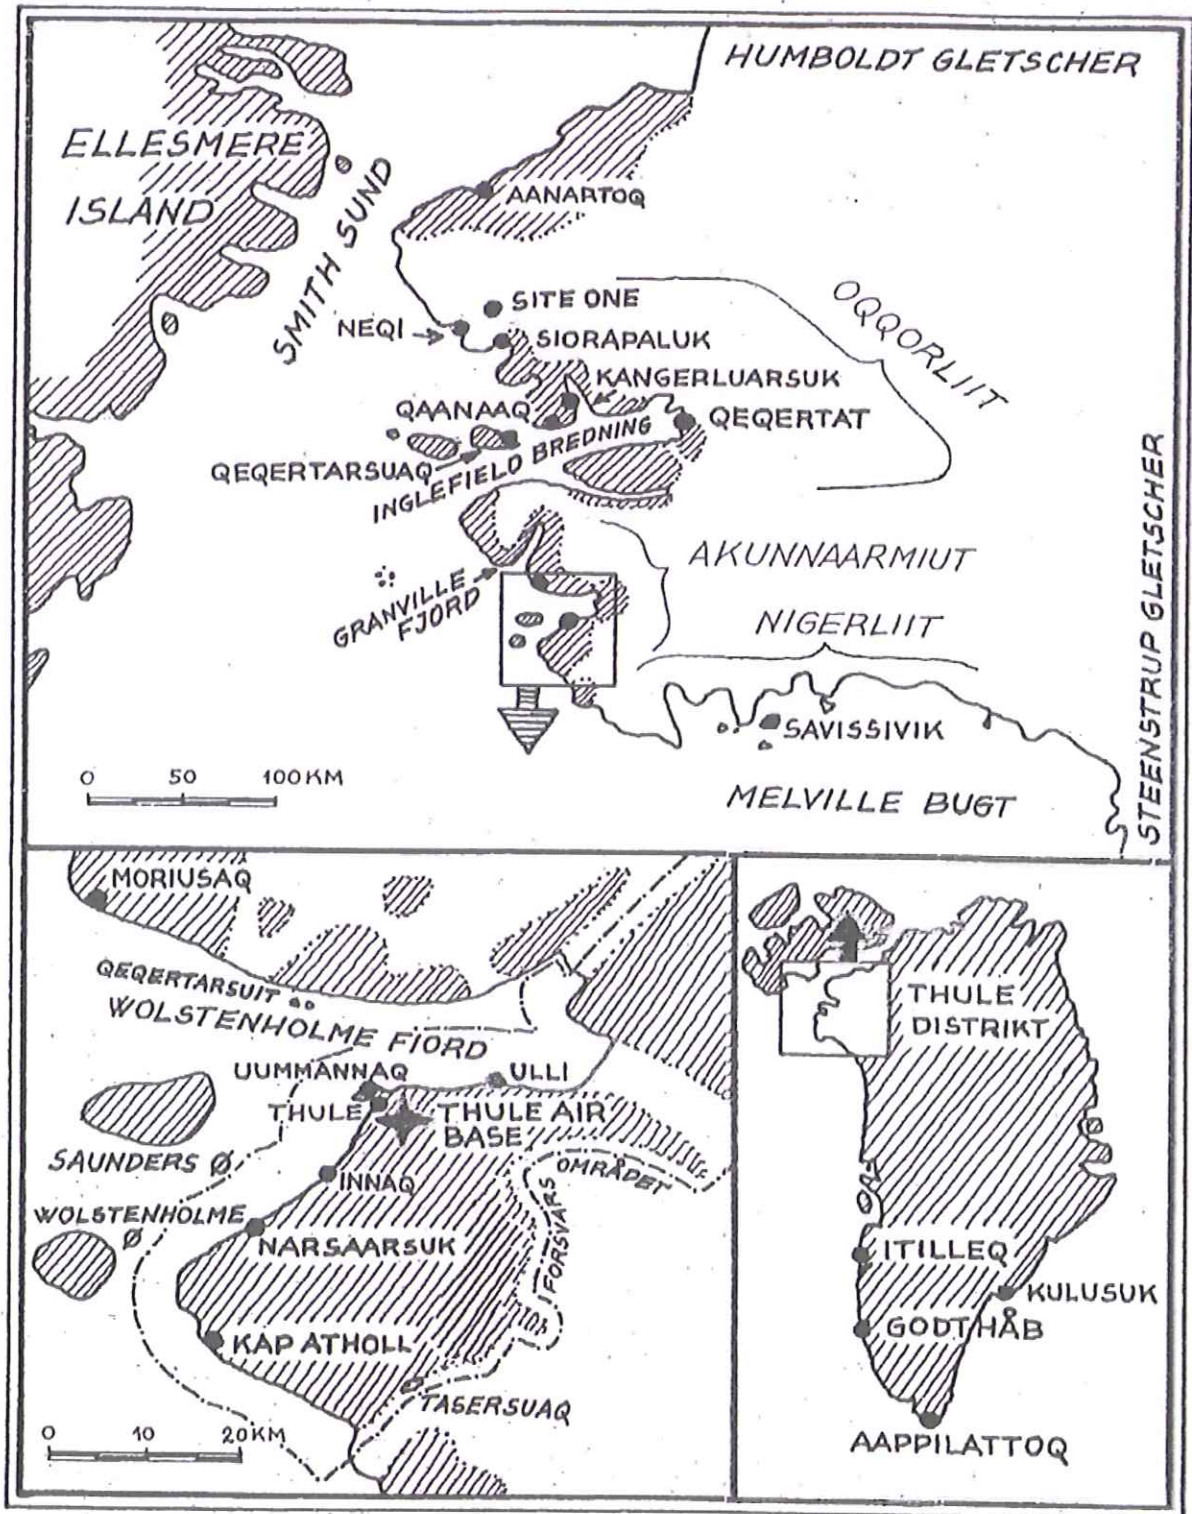 HUMBOLDT GLETSCHER
ELLESMERE
ISLAND
SMITH SUND
AANARTOQ
SITE ONE
NEQI
SIORAPALUK
OQQORLIIT
KANGERLUARSUK
QAANAAQ
QEQERTAT
QEQERTARSUAQ
INGLEFIELD BREDNING
AKUNNAARMIUT
GRANVILLE
FJORD
NIGERLIIT
STEENSTRUP GLETSCHER
SAVISSIVIK
0 50 100 KM
MELVILLE BUGT
MORIUSAQ
QEQERTARSUIT
WOLSTENHOLME FJORD
UUMMANNAQ
ULLI
THULE
THULE AIR
BASE
SAUNDERS Ø
INNAQ
FORSVARS
OMRÅDET
WOLSTENHOLME
Ø
NARSAARSUK
KAP ATHOLL
TASERSUAQ
0 10 20 KM
THULE
DISTRIKT
ITILLEQ
KULUSUK
GODTHÅB
AAPPILATTOQ